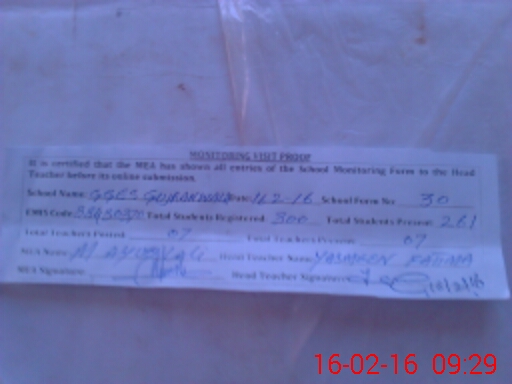 MONITORING VISIT PROOF
It is certified that the MEA has shown all entries of the School Monitoring Form to the Head
Teacher before its online submission.
School Name: GGES Date: 16-2-16 School Form No: 30
EMIS Code: Total Students Registered: 300 Total Students Present: 261
Total Teachers Posted: 07 Total Teachers Present: 07
MEA Name: M Head Teacher Name: YASMEEN
MEA Signature: Head Teacher Signature:
16-02-16 09:29